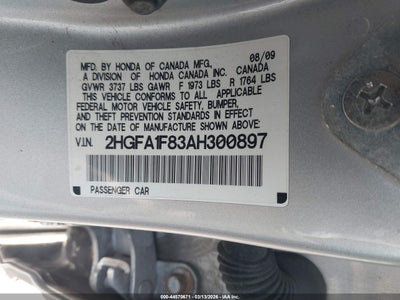 MFD. BY HONDA OF CANADA MFG. 08/09
A DIVISION OF HONDA CANADA INC. CANADA
GVWR 3737 LBS GAWR F 1973 LBS R 1764 LBS
THIS VEHICLE CONFORMS TO ALL APPLICABLE
FEDERAL MOTOR VEHICLE SAFETY, BUMPER,
AND THEFT PREVENTION STANDARDS IN EFFECT
ON THE DATE OF MANUFACTURE SHOWN ABOVE.
V.I.N. 2HGFA1F83AH300897
PASSENGER CAR